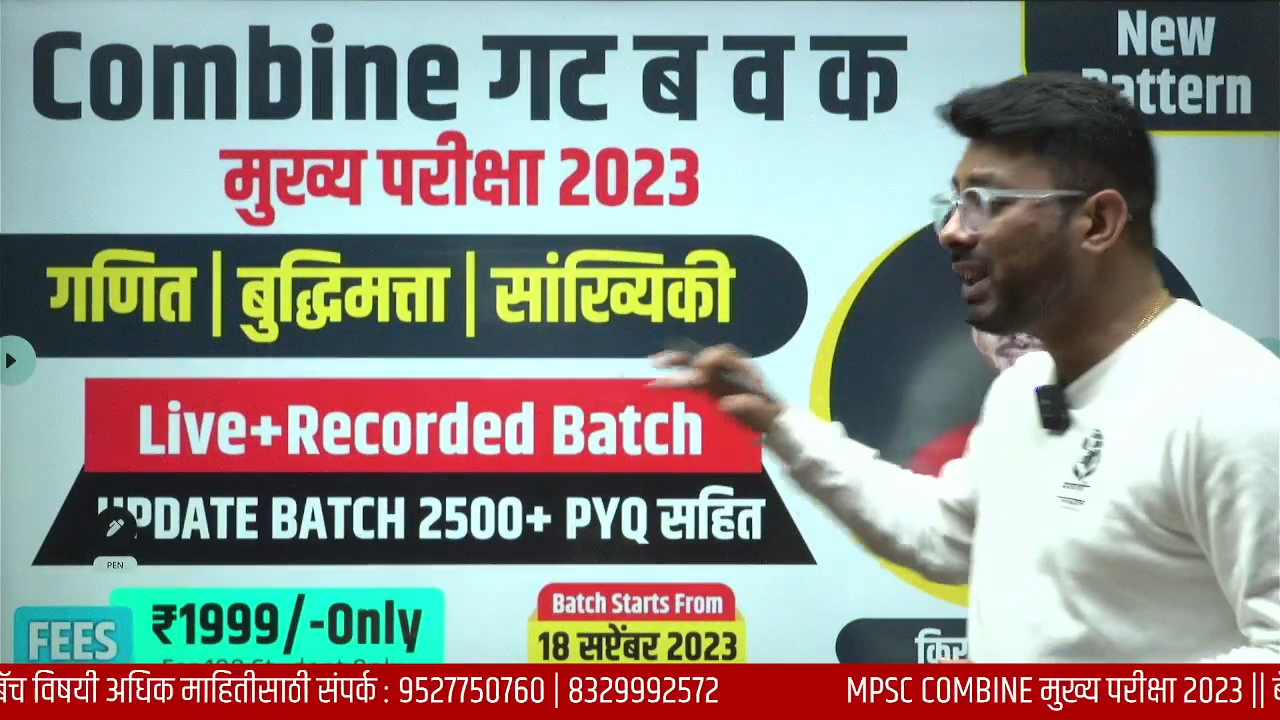 Combine गट ब व क
New
Pattern
मुख्य परीक्षा 2023
गणित | बुद्धिमत्ता | सांख्यिकी
Live+Recorded Batch
UPDATE BATCH 2500+ PYQ सहित
PEN
FEES
₹1999/-Only
Batch Starts From
18 सप्टेंबर 2023
बॅच विषयी अधिक माहितीसाठी संपर्क : 9527750760 | 8329992572
MPSC COMBINE मुख्य परीक्षा 2023 ||